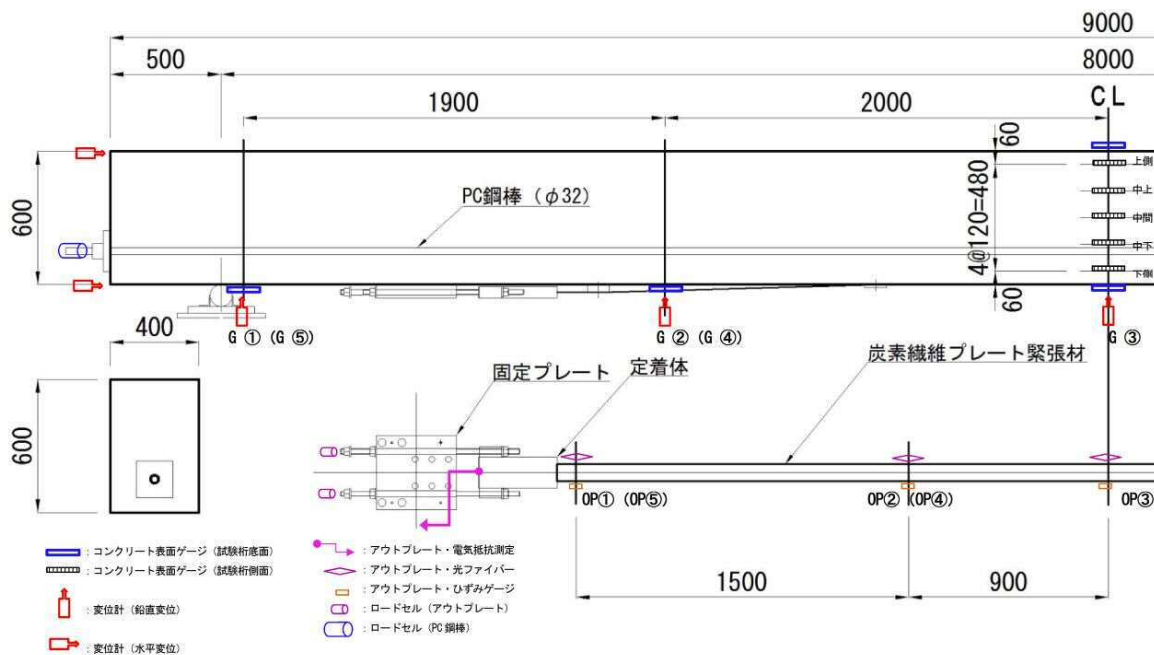 9000
500
8000
1900
2000
CL
60
上側
中上
中間
中下
下側
4@120=480
60
600
PC鋼棒(φ32)
G ① (G ⑤)
G ② (G ④)
G ③
400
600
固定プレート
定着体
炭素繊維プレート緊張材
OP① (OP⑤)
OP② (OP④)
OP③
1500
900
:コンクリート表面ゲージ(試験桁底面)
:コンクリート表面ゲージ(試験桁側面)
:変位計(鉛直変位)
:変位計(水平変位)
:アウトプレート・電気抵抗測定
:アウトプレート・光ファイバー
:アウトプレート・ひずみゲージ
:ロードセル(アウトプレート)
:ロードセル(PC鋼棒)